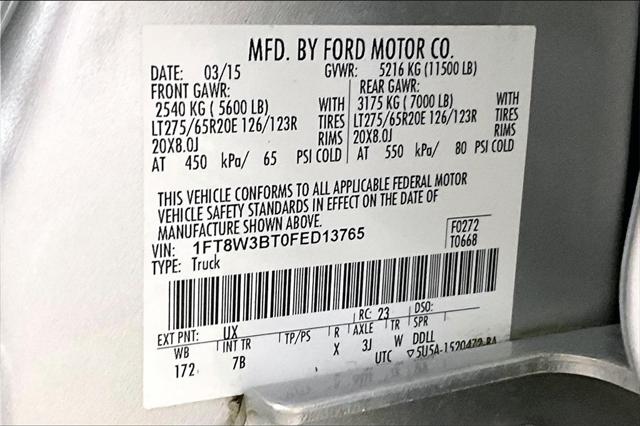 MFD. BY FORD MOTOR CO.
DATE: 03/15 GVWR: 5216 KG (11500 LB)
FRONT GAWR: REAR GAWR:
2540 KG ( 5600 LB) WITH 3175 KG ( 7000 LB) WITH
LT275/65R20E 126/123R TIRES LT275/65R20E 126/123R TIRES
20X8.0J RIMS 20X8.0J RIMS
AT 450 kPa/ 65 PSI COLD AT 550 kPa/ 80 PSI COLD
THIS VEHICLE CONFORMS TO ALL APPLICABLE FEDERAL MOTOR
VEHICLE SAFETY STANDARDS IN EFFECT ON THE DATE OF
MANUFACTURE SHOWN ABOVE.
VIN: 1FT8W3BT0FED13765 F0272
TYPE: Truck T0668
EXT PNT: UX RC: 23 DSO:
WB INT TR TP/PS R AXLE TR SPR
172 7B X 3J W DDLL
UTC ▽5U5A-1520472-BA